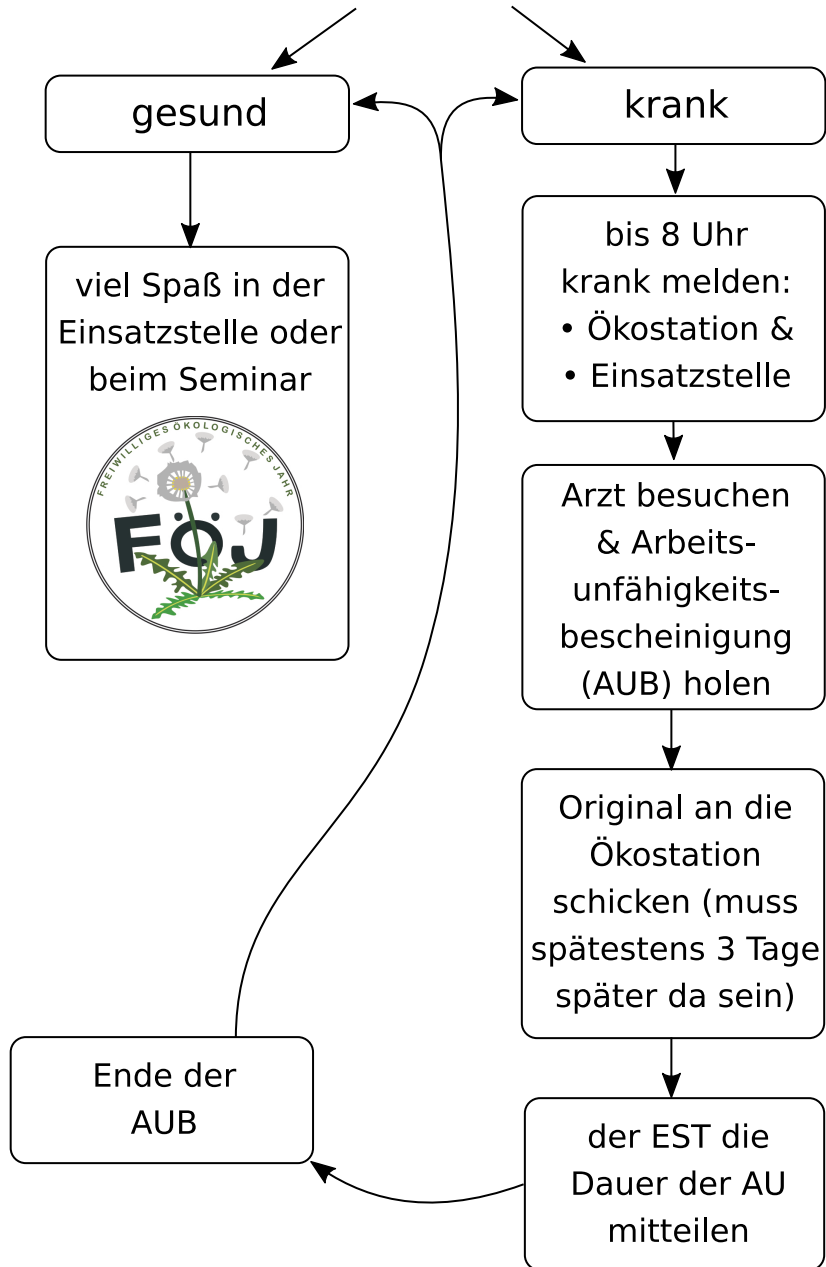 gesund
viel Spaß in der
Einsatzstelle oder
beim Seminar
FREIWILLIGES ÖKOLOGISCHES JAHR
FÖJ
krank
bis 8 Uhr
krank melden:
• Ökostation &
• Einsatzstelle
Arzt besuchen
& Arbeits-
unfähigkeits-
bescheinigung
(AUB) holen
Original an die
Ökostation
schicken (muss
spätestens 3 Tage
später da sein)
der EST die
Dauer der AU
mitteilen
Ende der
AUB